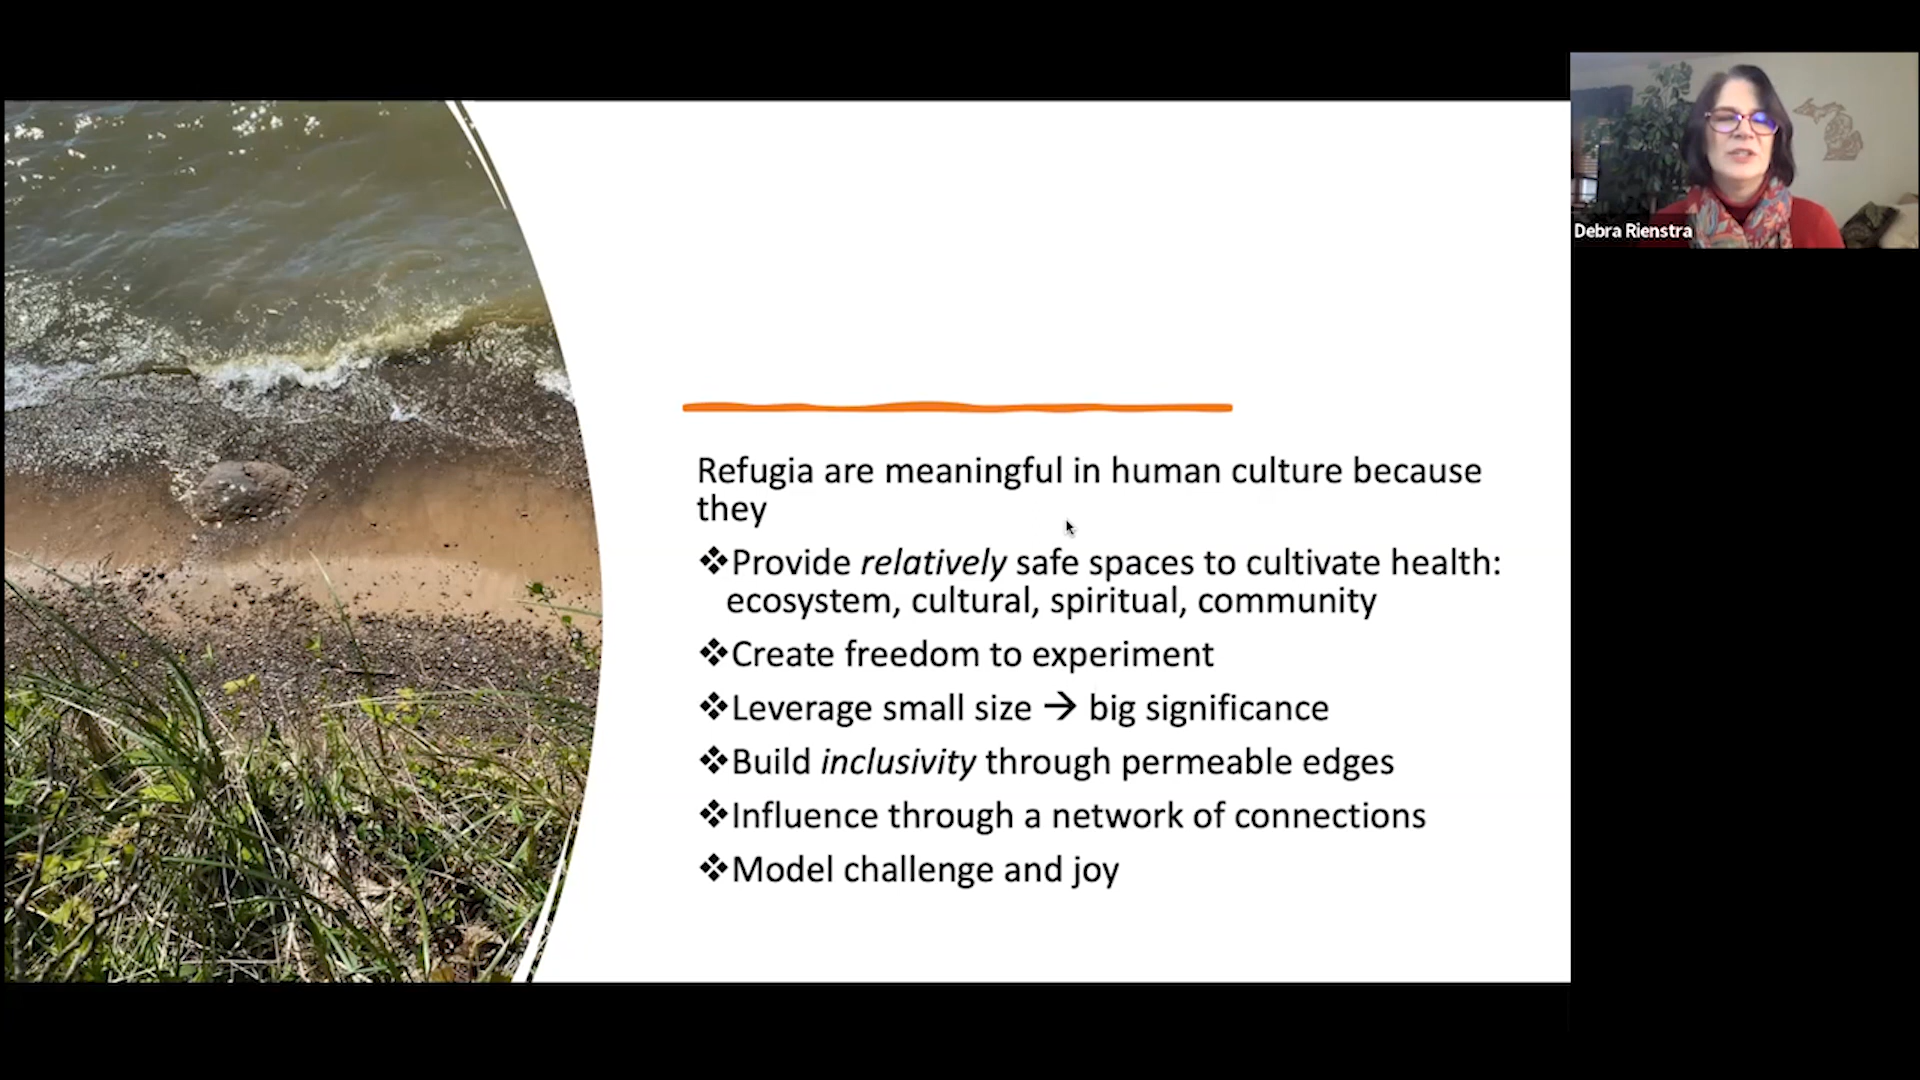 Debra Rienstra
Refugia are meaningful in human culture because
they
❖Provide relatively safe spaces to cultivate health:
ecosystem, cultural, spiritual, community
❖Create freedom to experiment
❖Leverage small size → big significance
❖Build inclusivity through permeable edges
❖Influence through a network of connections
❖Model challenge and joy